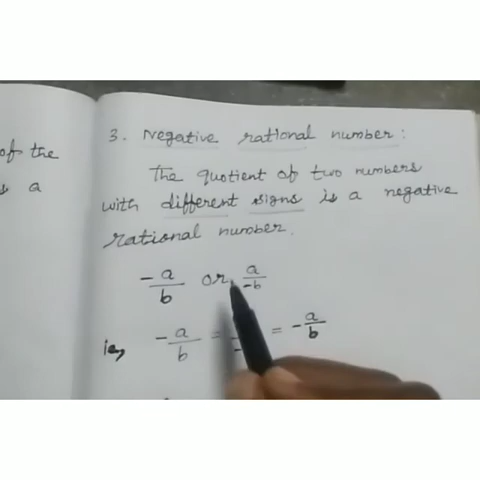 of the
s a
3. Negative rational number:
The quotient of two numbers
with different signs is a negative
rational number.
-a/b or a/-b
ie, -a/b = = -a/b